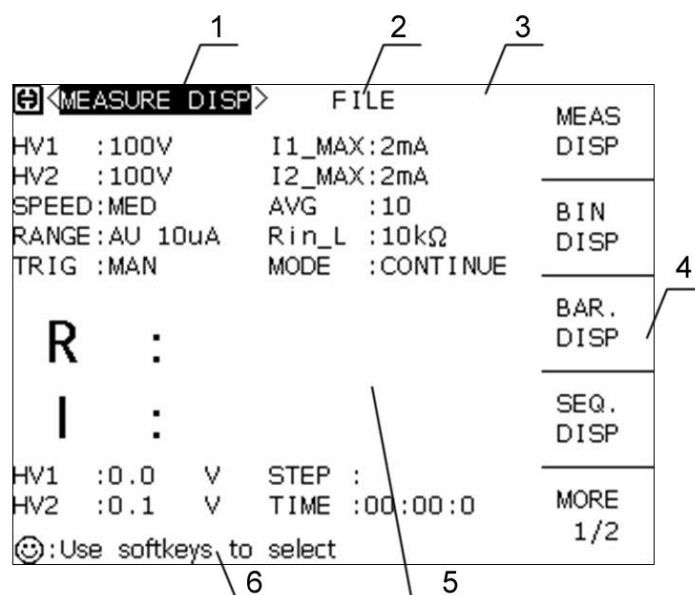 1 2 3
<MEASURE DISP> FILE
MEAS DISP
HV1 :100V I1_MAX:2mA
HV2 :100V I2_MAX:2mA
SPEED:MED AVG :10
BIN DISP
RANGE:AU 10uA Rin_L :10kΩ
TRIG :MAN MODE :CONTINUE
4
BAR. DISP
R :
I :
SEQ. DISP
HV1 :0.0 V STEP :
HV2 :0.1 V TIME :00:00:0
MORE 1/2
:Use softkeys to select
6 5